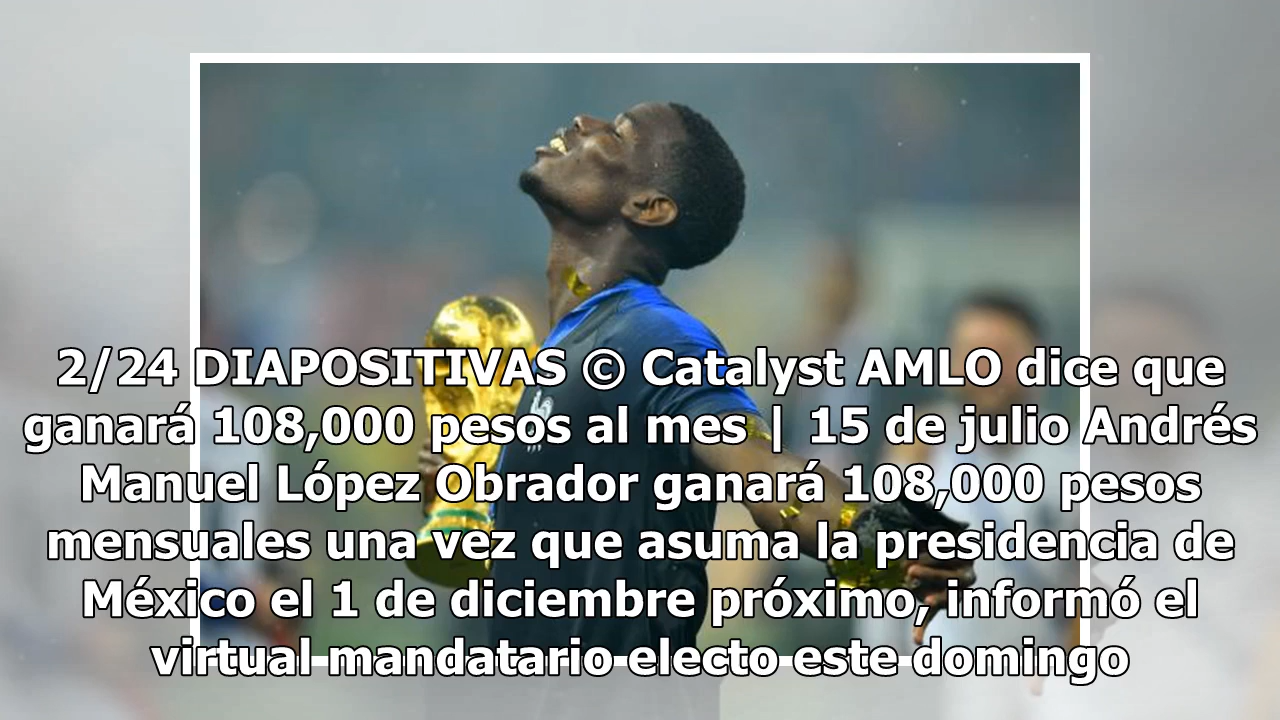 2/24 DIAPOSITIVAS © Catalyst AMLO dice que
ganará 108,000 pesos al mes | 15 de julio Andrés
Manuel López Obrador ganará 108,000 pesos
mensuales una vez que asuma la presidencia de
México el 1 de diciembre próximo, informó el
virtual mandatario electo este domingo